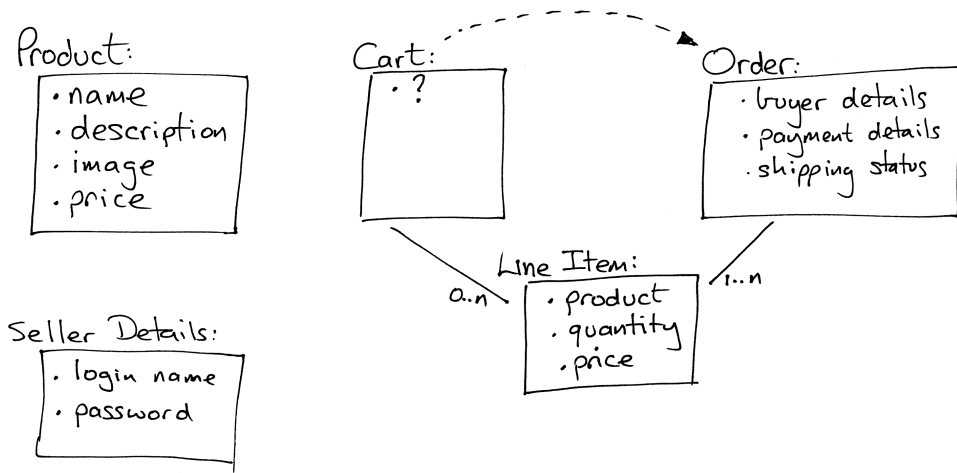 Product:
• name
• description
• image
• price
Cart:
• ?
Order:
• buyer details
• payment details
• shipping status
Line Item:
• product
• quantity
• price
0..n
1..n
Seller Details:
• login name
• password